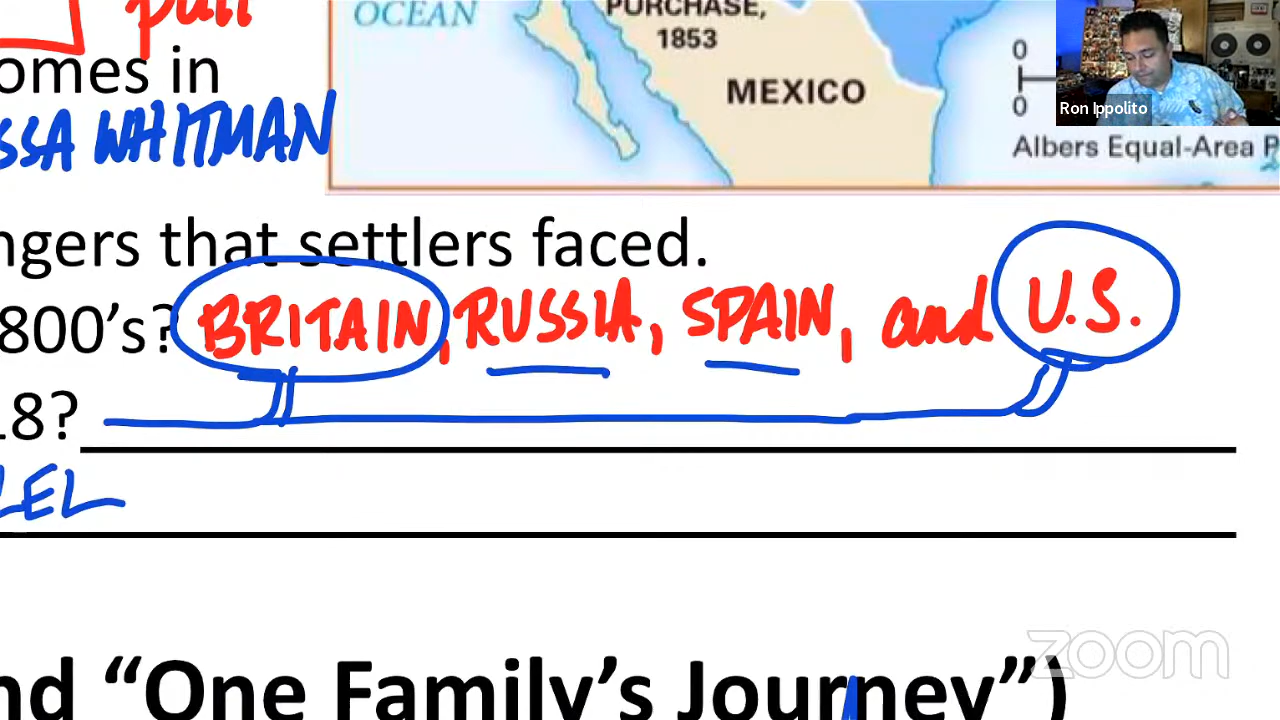 pull
OCEAN
PURCHASE,
1853
MEXICO
0
0
Albers Equal-Area P
Ron Ippolito
omes in
SSA WHITMAN
ngers that settlers faced.
800's? BRITAIN, RUSSIA, SPAIN, and U.S.
18?
LEL
nd “One Family's Journey”)
zoom